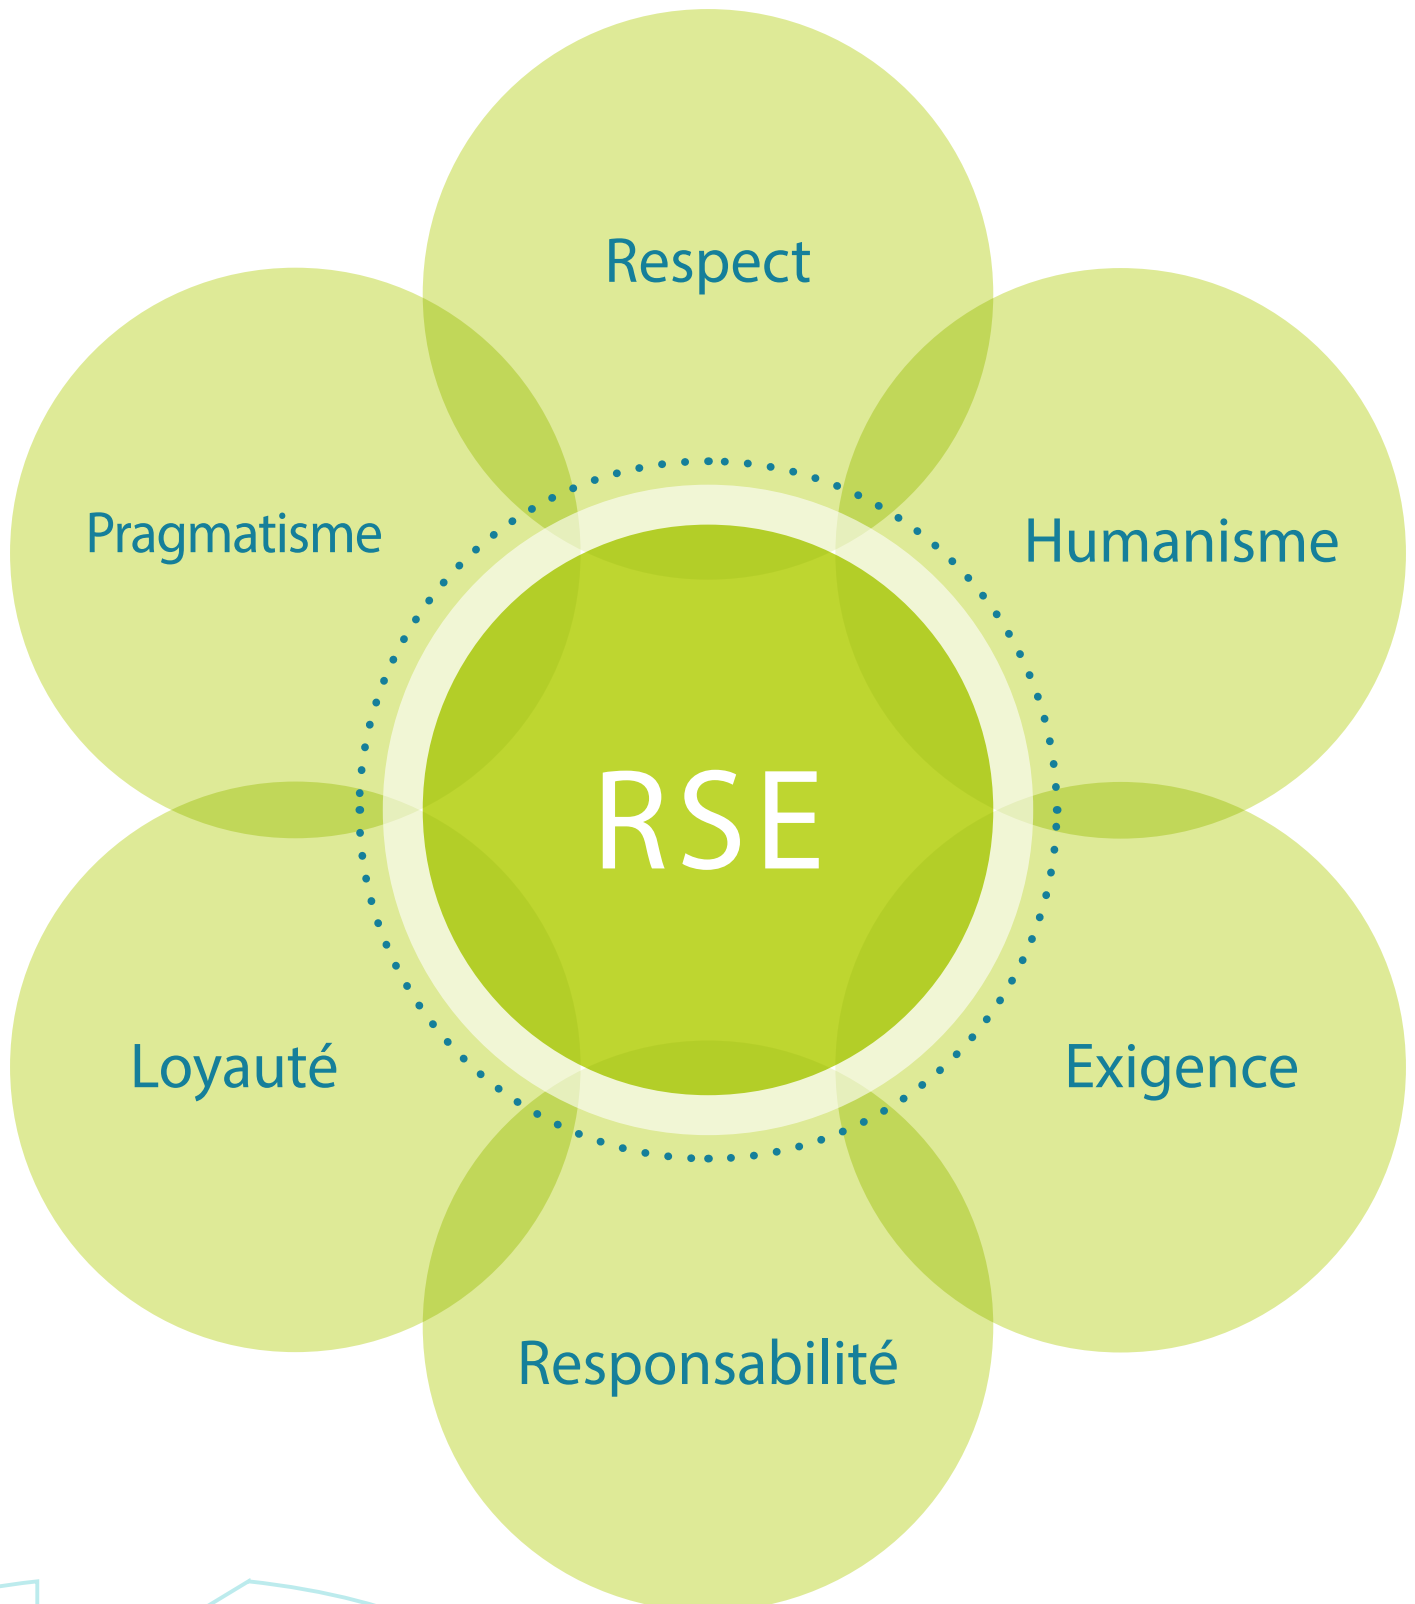 Respect
Pragmatisme
Humanisme
RSE
Loyauté
Exigence
Responsabilité